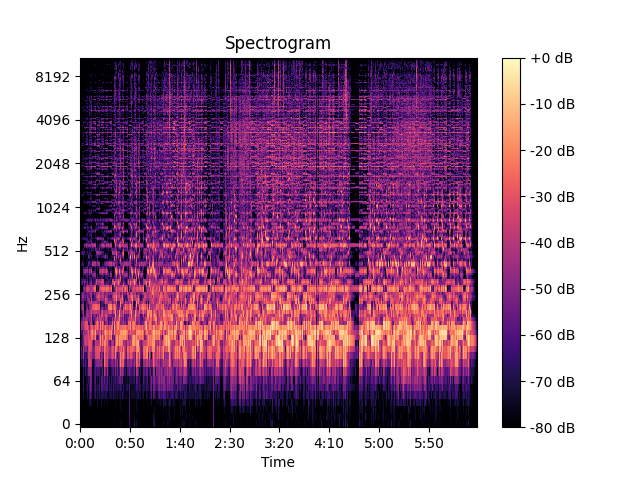 Spectrogram
Hz
8192
4096
2048
1024
512
256
128
64
0
0:00 0:50 1:40 2:30 3:20 4:10 5:00 5:50
Time
+0 dB
-10 dB
-20 dB
-30 dB
-40 dB
-50 dB
-60 dB
-70 dB
-80 dB